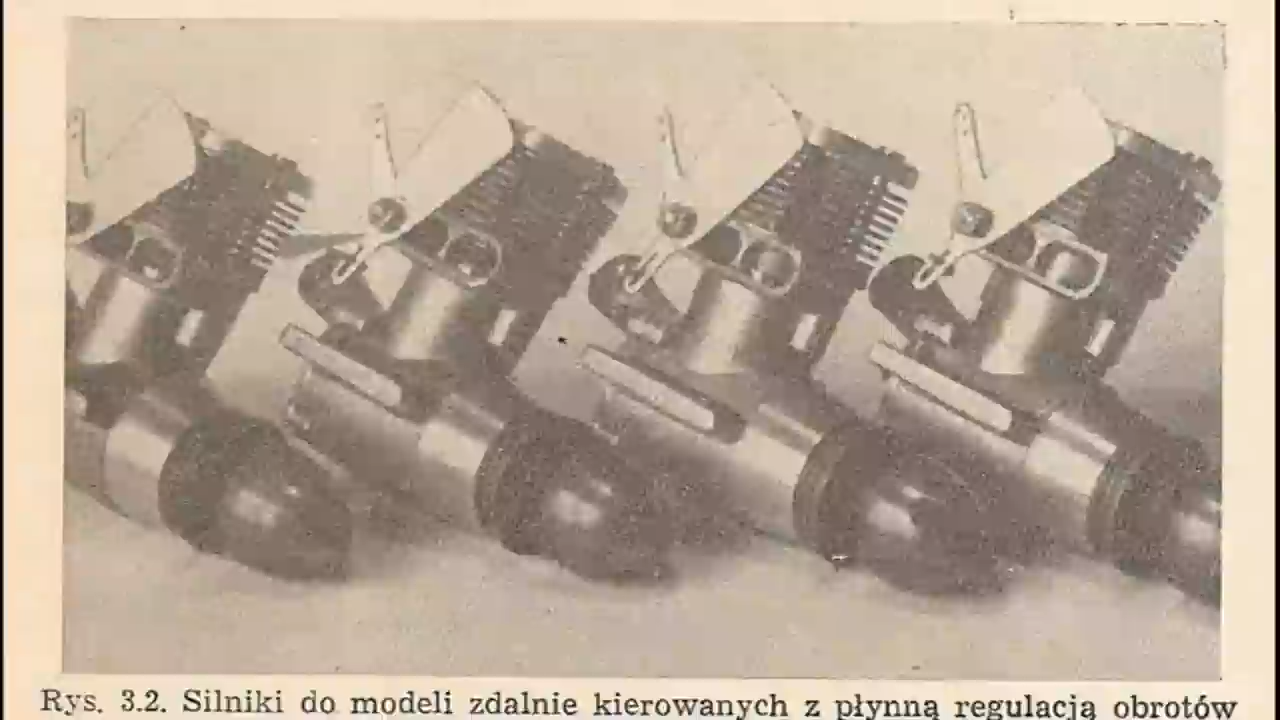 Rys. 3.2. Silniki do modeli zdalnie kierowanych z płynną regulacją obrotów